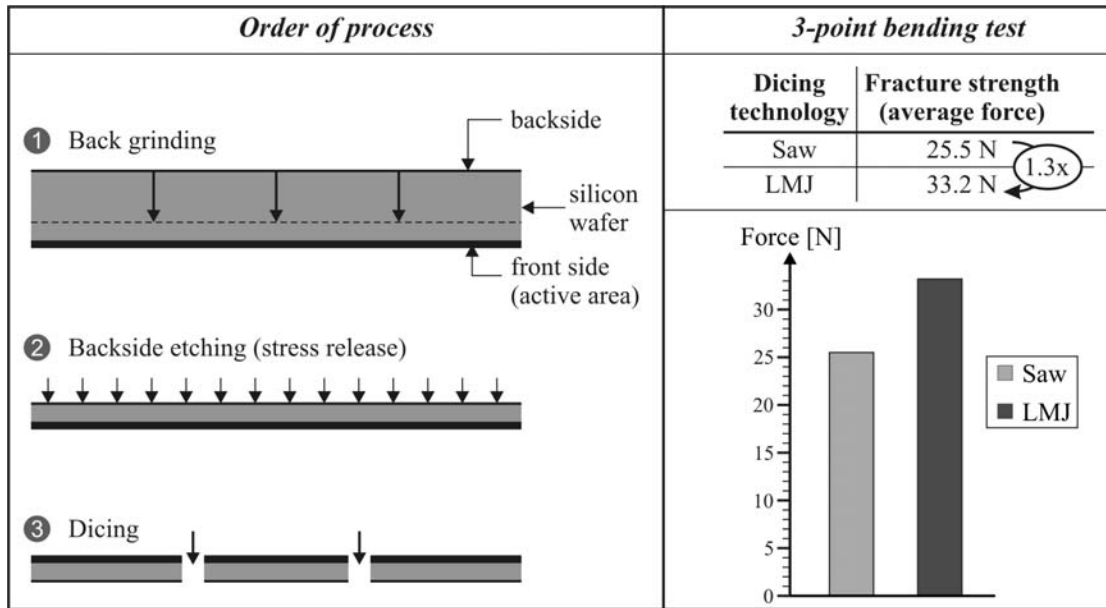 Order of process
1 Back grinding
backside
silicon
wafer
front side
(active area)
2 Backside etching (stress release)
3 Dicing
3-point bending test
Dicing technology Fracture strength (average force)
Saw 25.5 N
LMJ 33.2 N
1.3x
Force [N]
30
25
20
15
10
5
0
Saw
LMJ